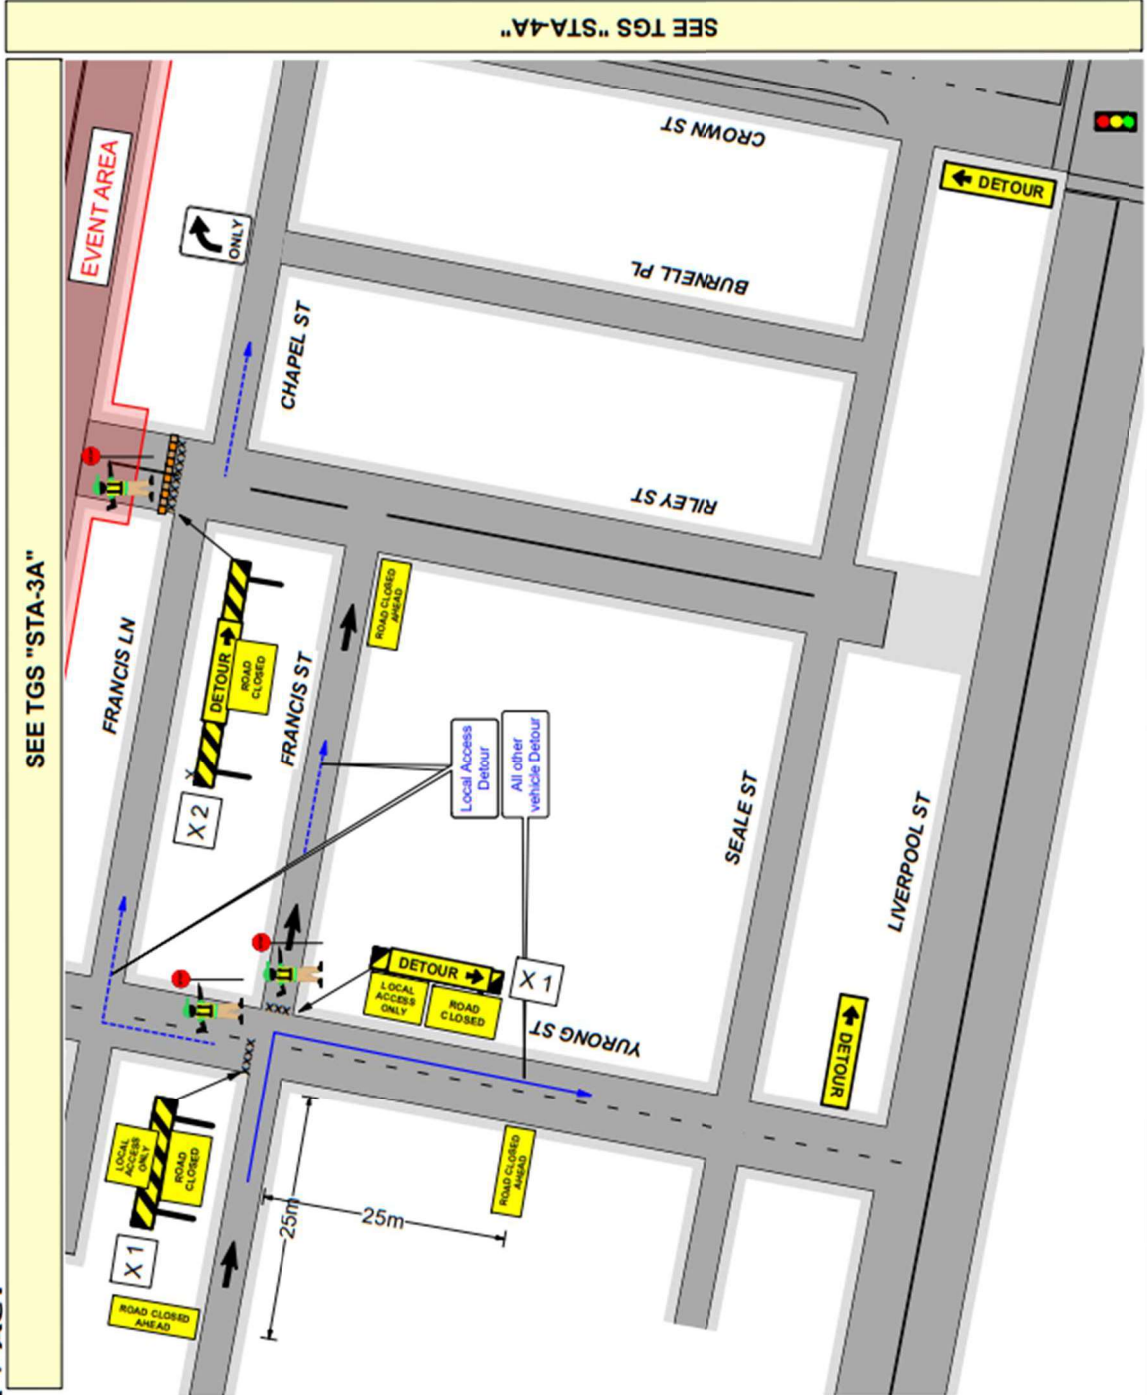 SEE TGS "STA-4A"
SEE TGS "STA-3A"
EVENT AREA
CROWN ST
DETOUR
ONLY
BURNELL PL
CHAPEL ST
RILEY ST
FRANCIS LN
DETOUR
ROAD
CLOSED
X 2
X
FRANCIS ST
ROAD CLOSED
AHEAD
Local Access
Detour
All other
vehicle Detour
SEALE ST
LIVERPOOL ST
XXX
XXXX
DETOUR
LOCAL
ACCESS
ONLY
ROAD
CLOSED
X 1
YURONG ST
DETOUR
LOCAL
ACCESS
ONLY
ROAD
CLOSED
X 1
ROAD CLOSED
AHEAD
25m
25m
ROAD CLOSED
AHEAD